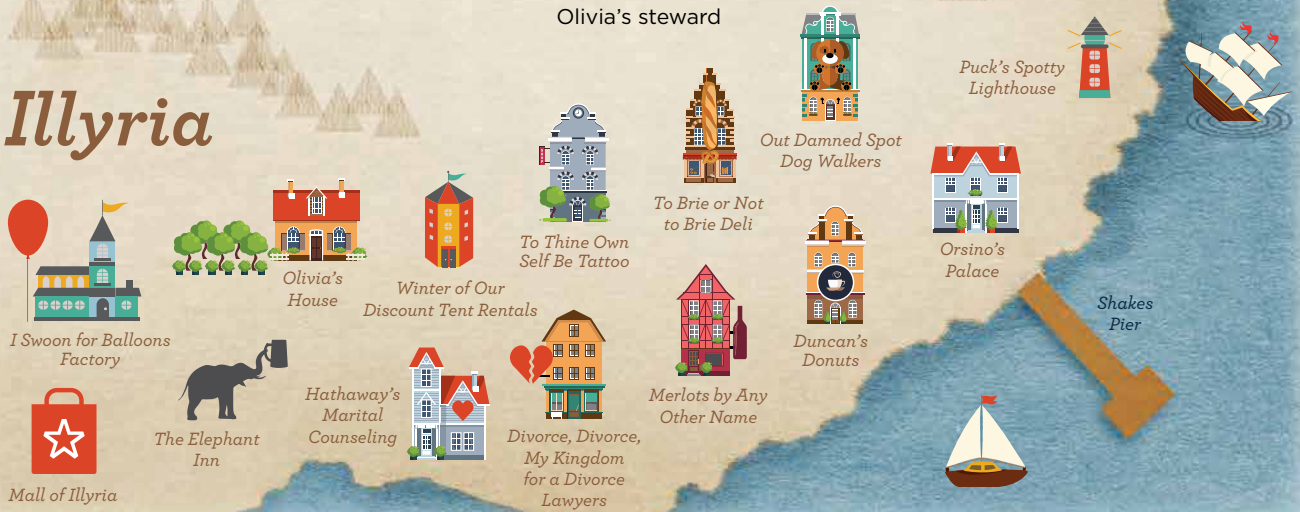 Olivia's steward
Illyria
Puck's Spotty
Lighthouse
Out Damned Spot
Dog Walkers
To Brie or Not
to Brie Deli
To Thine Own
Self Be Tattoo
Orsino's
Palace
Olivia's
House
Winter of Our
Discount Tent Rentals
Shakes
Pier
I Swoon for Balloons
Factory
Duncan's
Donuts
Merlots by Any
Other Name
Hathaway's
Marital
Counseling
The Elephant
Inn
Divorce, Divorce,
My Kingdom
for a Divorce
Lawyers
Mall of Illyria